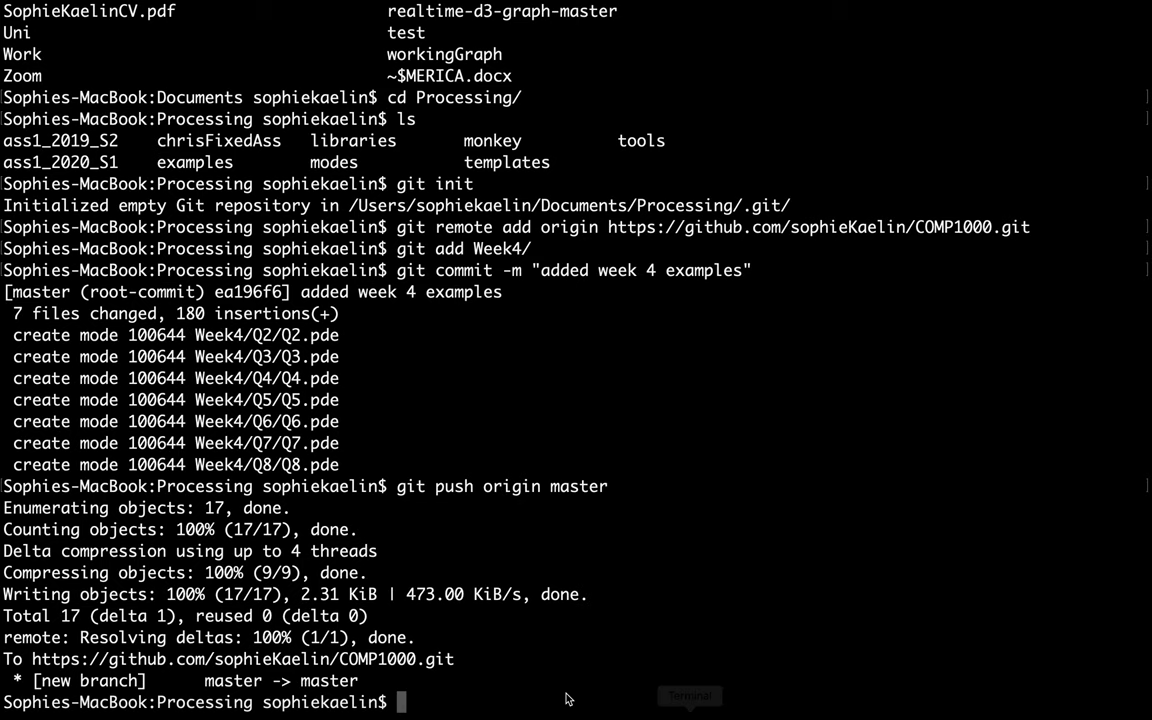 SophieKaelinCV.pdf realtime-d3-graph-master
Uni test
Work workingGraph
Zoom ~$MERICA.docx
Sophies-MacBook:Documents sophiekaelin$ cd Processing/
Sophies-MacBook:Processing sophiekaelin$ ls
ass1_2019_S2 chrisFixedAss libraries monkey tools
ass1_2020_S1 examples modes templates
Sophies-MacBook:Processing sophiekaelin$ git init
Initialized empty Git repository in /Users/sophiekaelin/Documents/Processing/.git/
Sophies-MacBook:Processing sophiekaelin$ git remote add origin https://github.com/sophieKaelin/COMP1000.git
Sophies-MacBook:Processing sophiekaelin$ git add Week4/
Sophies-MacBook:Processing sophiekaelin$ git commit -m "added week 4 examples"
[master (root-commit) ea196f6] added week 4 examples
7 files changed, 180 insertions(+)
create mode 100644 Week4/Q2/Q2.pde
create mode 100644 Week4/Q3/Q3.pde
create mode 100644 Week4/Q4/Q4.pde
create mode 100644 Week4/Q5/Q5.pde
create mode 100644 Week4/Q6/Q6.pde
create mode 100644 Week4/Q7/Q7.pde
create mode 100644 Week4/Q8/Q8.pde
Sophies-MacBook:Processing sophiekaelin$ git push origin master
Enumerating objects: 17, done.
Counting objects: 100% (17/17), done.
Delta compression using up to 4 threads
Compressing objects: 100% (9/9), done.
Writing objects: 100% (17/17), 2.31 KiB | 473.00 KiB/s, done.
Total 17 (delta 1), reused 0 (delta 0)
remote: Resolving deltas: 100% (1/1), done.
To https://github.com/sophieKaelin/COMP1000.git
* [new branch] master -> master
Sophies-MacBook:Processing sophiekaelin$
Terminal